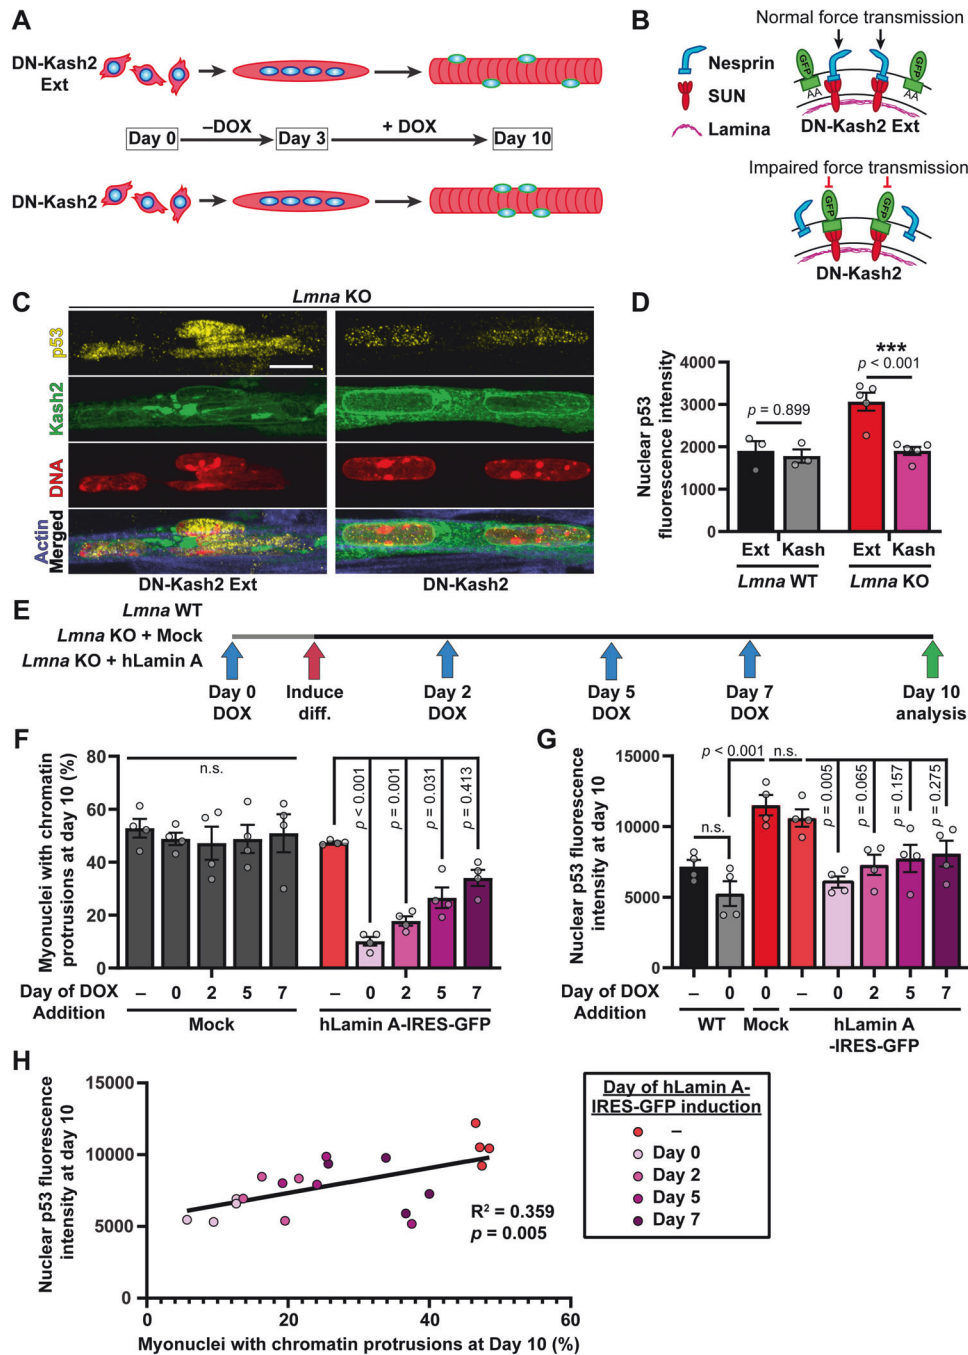 A
DN-Kash2
Ext
Day 0
–DOX
Day 3
+ DOX
Day 10
DN-Kash2
B
Normal force transmission
GFP
GFP
AA
AA
Nesprin
SUN
Lamina
DN-Kash2 Ext
Impaired force transmission
GFP
GFP
DN-Kash2
C
Lmna KO
p53
Kash2
DNA
Actin
Merged
DN-Kash2 Ext
DN-Kash2
D
Nuclear p53
fluorescence intensity
4000
3000
2000
1000
0
p = 0.899
***
p < 0.001
Ext
Kash
Ext
Kash
Lmna WT
Lmna KO
E
Lmna WT
Lmna KO + Mock
Lmna KO + hLamin A
Day 0
DOX
Induce
diff.
Day 2
DOX
Day 5
DOX
Day 7
DOX
Day 10
analysis
F
Myonuclei with chromatin
protrusions at day 10 (%)
80
60
40
20
0
n.s.
p < 0.001
p = 0.001
p = 0.031
p = 0.413
Day of DOX
Addition
– 0 2 5 7
– 0 2 5 7
Mock
hLamin A-IRES-GFP
G
Nuclear p53 fluorescence
intensity at day 10
15000
10000
5000
0
n.s.
p < 0.001
n.s.
p = 0.005
p = 0.065
p = 0.157
p = 0.275
Day of DOX
Addition
– 0 0 – 0 2 5 7
WT
Mock
hLamin A
-IRES-GFP
H
Nuclear p53 fluorescence
intensity at day 10
15000
10000
5000
0
0
20
40
60
R² = 0.359
p = 0.005
Myonuclei with chromatin protrusions at Day 10 (%)
Day of hLamin A-
IRES-GFP induction
–
Day 0
Day 2
Day 5
Day 7